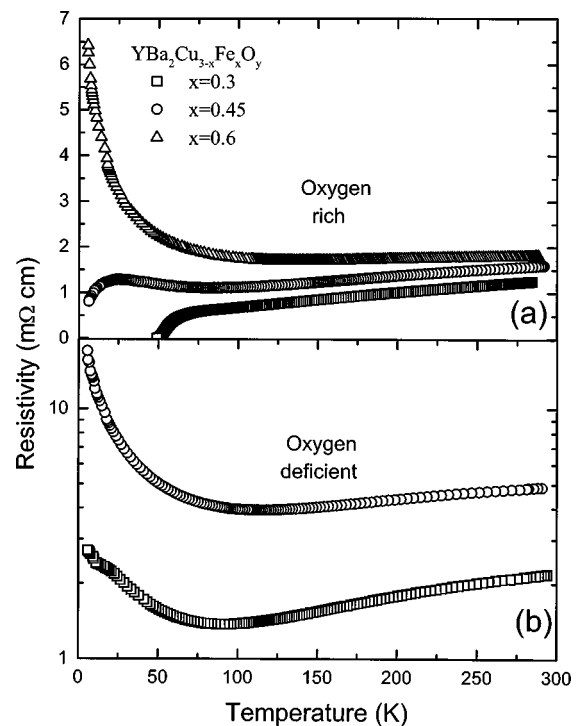 7
6
5
4
3
2
1
0
YBa₂Cu₃₋ₓFeₓOᵧ
x=0.3
x=0.45
x=0.6
Oxygen
rich
(a)
Resistivity (mΩ cm)
10
1
Oxygen
deficient
(b)
0 50 100 150 200 250 300
Temperature (K)